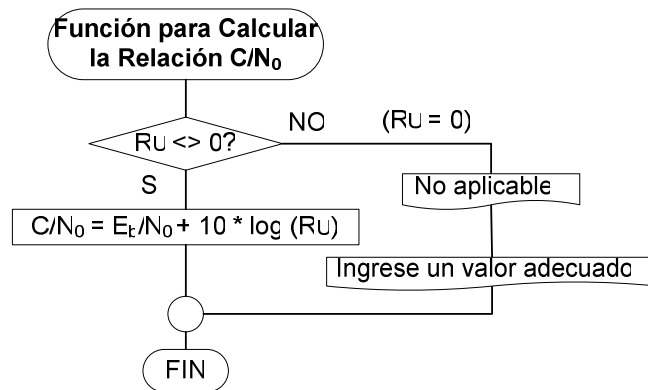 Función para Calcular
la Relación C/N₀
Ru <> 0?
NO
(Ru = 0)
S
No aplicable
C/N₀ = E_b/N₀ + 10 * log (Ru)
Ingrese un valor adecuado
FIN